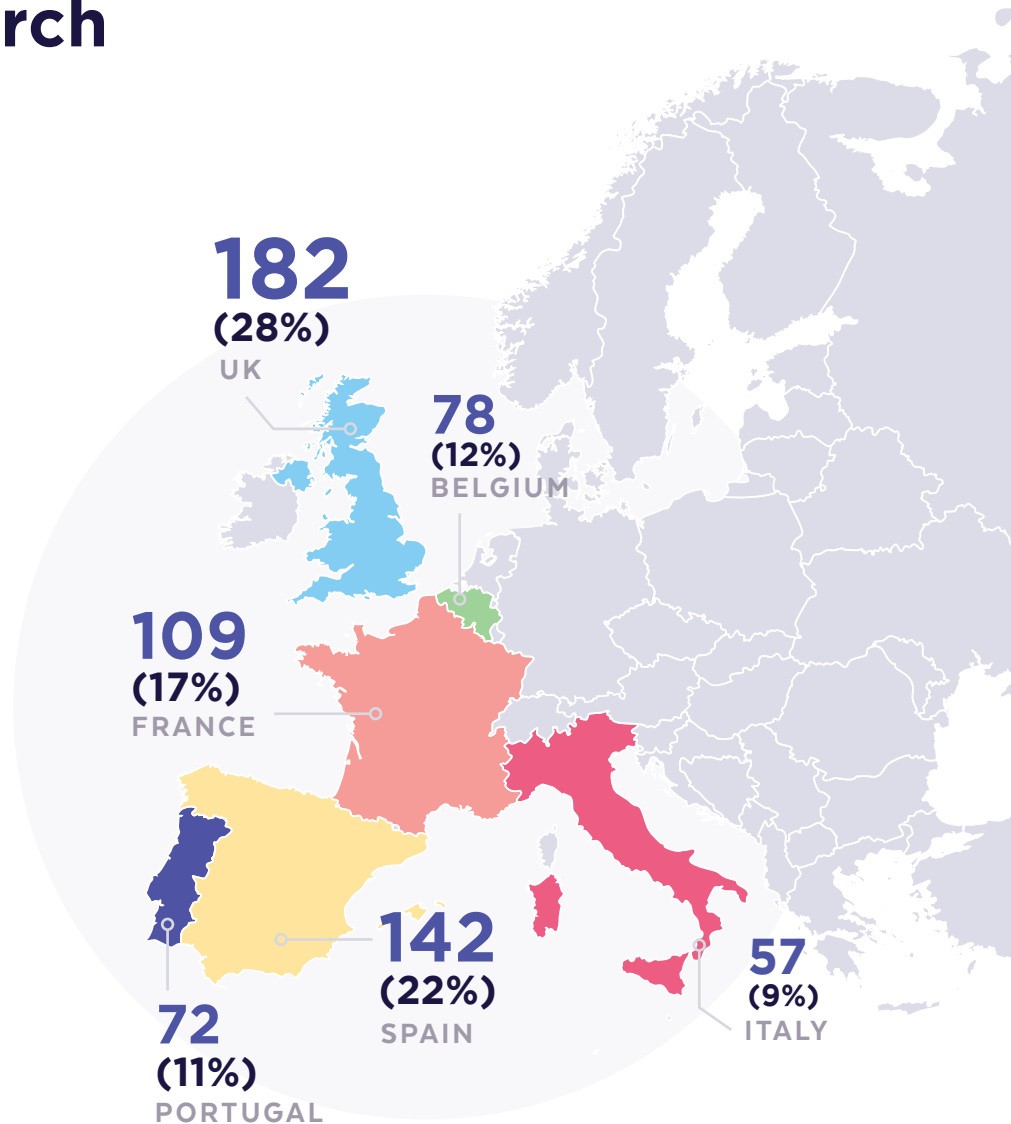 rch
182
(28%)
UK
78
(12%)
BELGIUM
109
(17%)
FRANCE
142
(22%)
SPAIN
57
(9%)
ITALY
72
(11%)
PORTUGAL